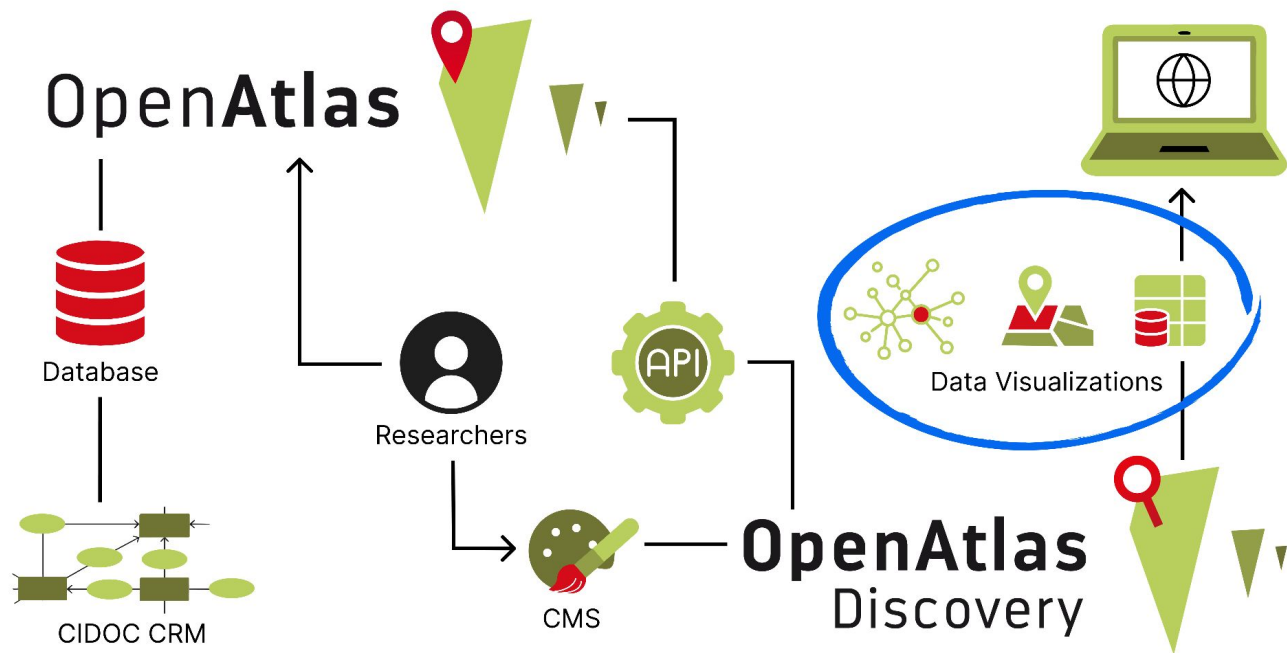 OpenAtlas
Database
Researchers
API
Data Visualizations
CIDOC CRM
CMS
OpenAtlas
Discovery